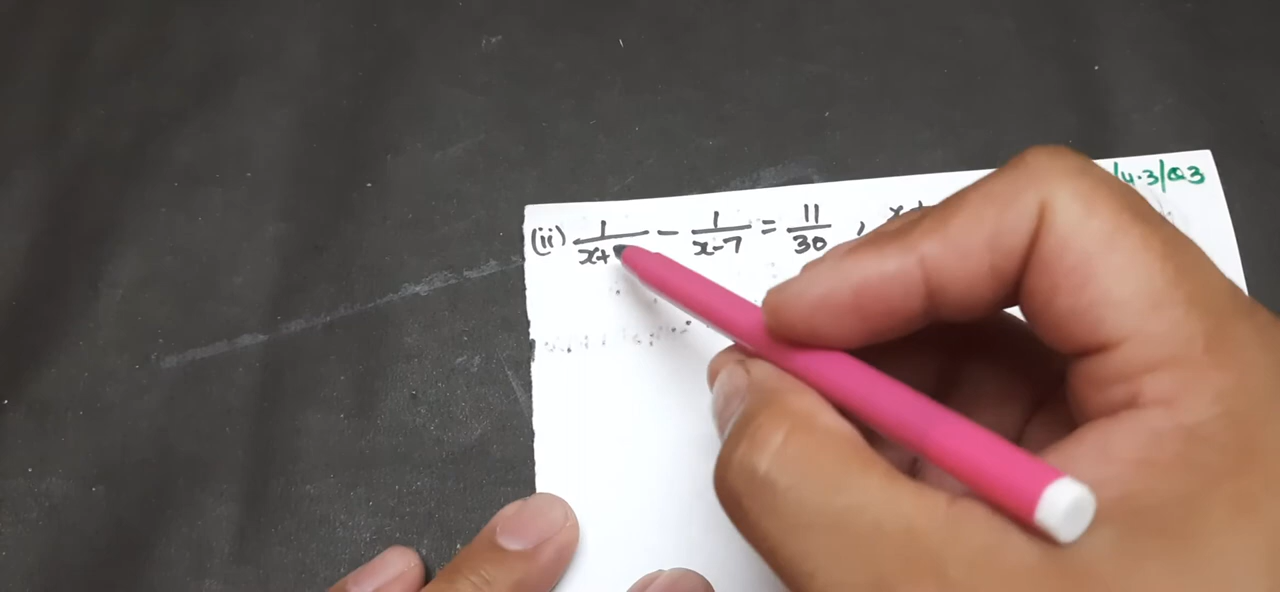 /4.3/Q3
(ii) 1/x+ - 1/x-7 = 11/30 ,